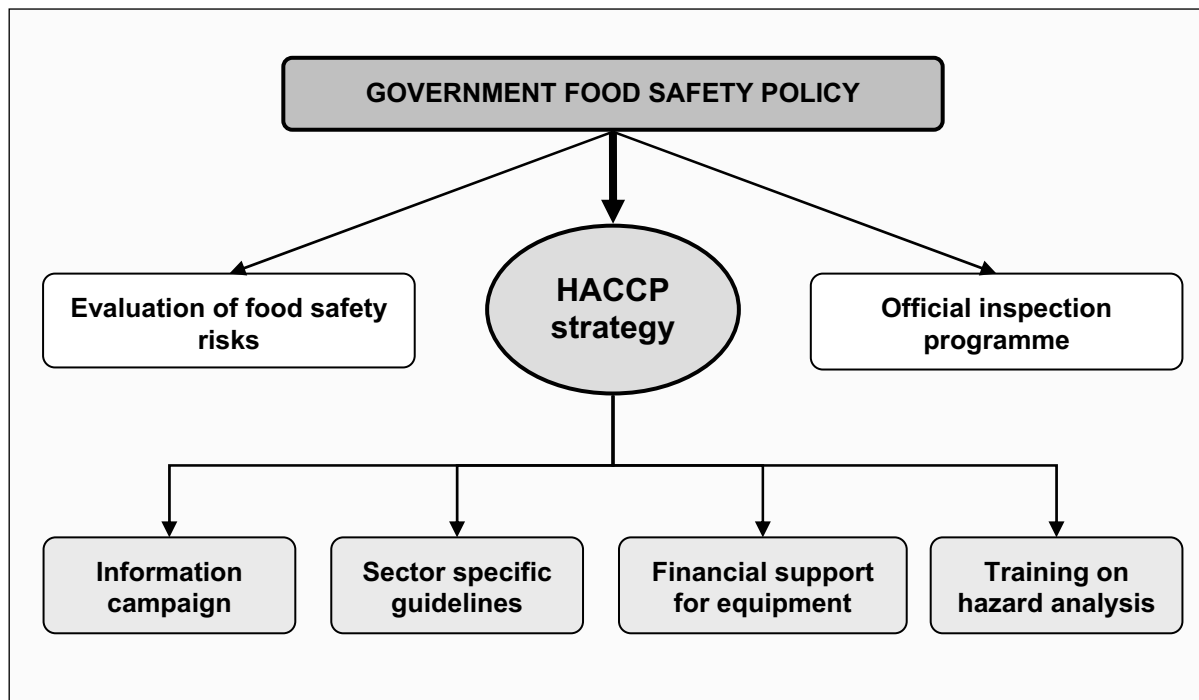 GOVERNMENT FOOD SAFETY POLICY
Evaluation of food safety
risks
HACCP
strategy
Official inspection
programme
Information
campaign
Sector specific
guidelines
Financial support
for equipment
Training on
hazard analysis